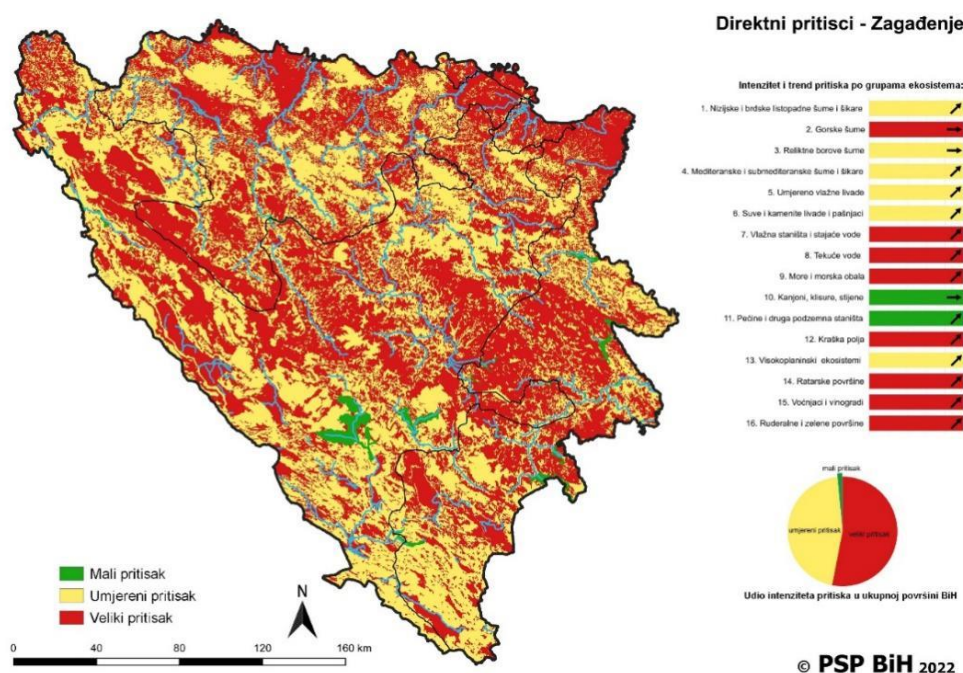 Direktni pritisci - Zagađenje
Intenzitet i trend pritiska po grupama ekosistema:
1. Nizijske i brdske listopadne šume i šikare
2. Gorske šume
3. Reliktne borove šume
4. Mediteranske i submediteranske šume i šikare
5. Umjereno vlažne livade
6. Suve i kamenite livade i pašnjaci
7. Vlažna staništa i stajaće vode
8. Tekuće vode
9. More i morska obala
10. Kanjoni, klisure, stijene
11. Pećine i druga podzemna staništa
12. Kraška polja
13. Visokoplaninski ekosistemi
14. Ratarske površine
15. Voćnjaci i vinogradi
16. Ruderalne i zelene površine
mali pritisak
umjereni pritisak
veliki pritisak
Udio intenziteta pritiska u ukupnoj površini BiH
Mali pritisak
Umjereni pritisak
Veliki pritisak
N
0 40 80 120 160 km
© PSP BiH 2022